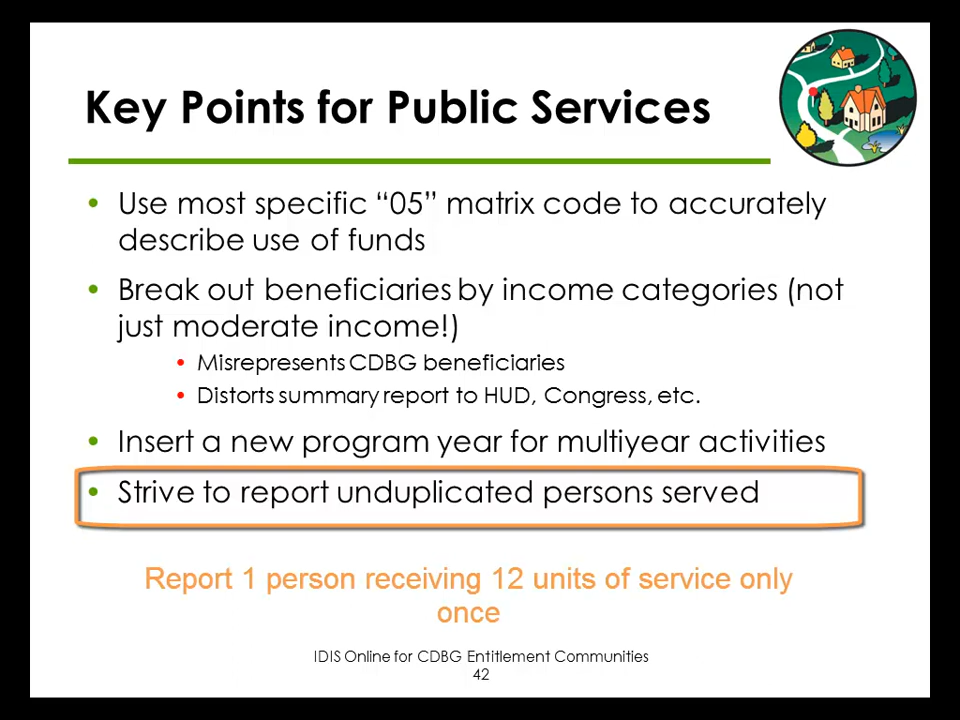 Key Points for Public Services
• Use most specific “05” matrix code to accurately
describe use of funds
• Break out beneficiaries by income categories (not
just moderate income!)
• Misrepresents CDBG beneficiaries
• Distorts summary report to HUD, Congress, etc.
• Insert a new program year for multiyear activities
• Strive to report unduplicated persons served
Report 1 person receiving 12 units of service only
once
IDIS Online for CDBG Entitlement Communities
42